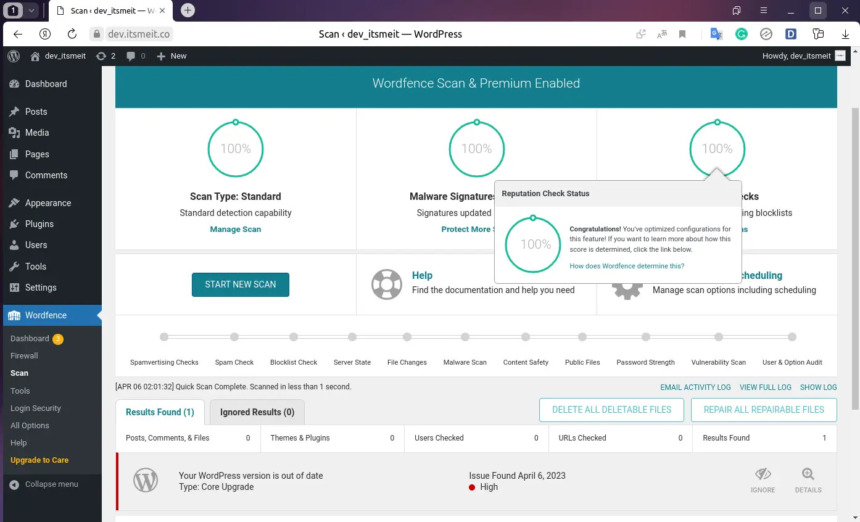 1
Scan ‹ dev_itsmeit ‹ W
dev.itsmeit.co
Scan ‹ dev_itsmeit — WordPress
dev_itsmeit
2
0
New
Howdy, dev_itsmeit
Dashboard
Posts
Media
Pages
Comments
Appearance
Plugins
Users
Tools
Settings
Wordfence
Dashboard 3
Firewall
Scan
Tools
Login Security
All Options
Help
Upgrade to Care
Collapse menu
Wordfence Scan & Premium Enabled
100%
Scan Type: Standard
Standard detection capability
Manage Scan
100%
Malware Signatures
Signatures updated
Protect More S
100%
cks
ing blocklists
Reputation Check Status
100%
Congratulations! You've optimized configurations for
this feature! If you want to learn more about how this
score is determined, click the link below.
How does Wordfence determine this?
START NEW SCAN
Help
Find the documentation and help you need
cheduling
Manage scan options including scheduling
Spamvertising Checks
Spam Check
Blocklist Check
Server State
File Changes
Malware Scan
Content Safety
Public Files
Password Strength
Vulnerability Scan
User & Option Audit
[APR 06 02:01:32] Quick Scan Complete. Scanned in less than 1 second.
EMAIL ACTIVITY LOG VIEW FULL LOG SHOW LOG
Results Found (1)
Ignored Results (0)
DELETE ALL DELETABLE FILES
REPAIR ALL REPAIRABLE FILES
Posts, Comments, & Files 0
Themes & Plugins 0
Users Checked 0
URLs Checked 0
Results Found 1
Your WordPress version is out of date
Type: Core Upgrade
Issue Found April 6, 2023
High
IGNORE
DETAILS